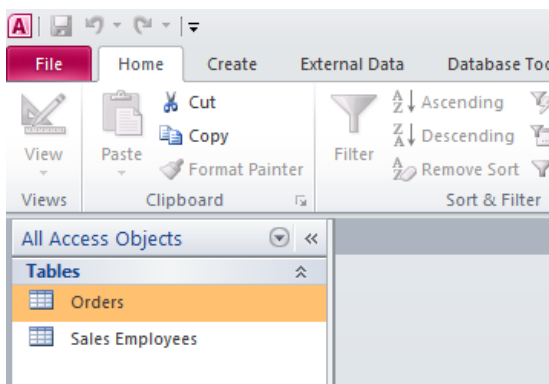 A
File Home Create External Data Database Too
Cut
Copy
Format Painter
View
Paste
Filter
Ascending
Descending
Remove Sort
Views Clipboard Sort & Filter
All Access Objects
Tables
Orders
Sales Employees